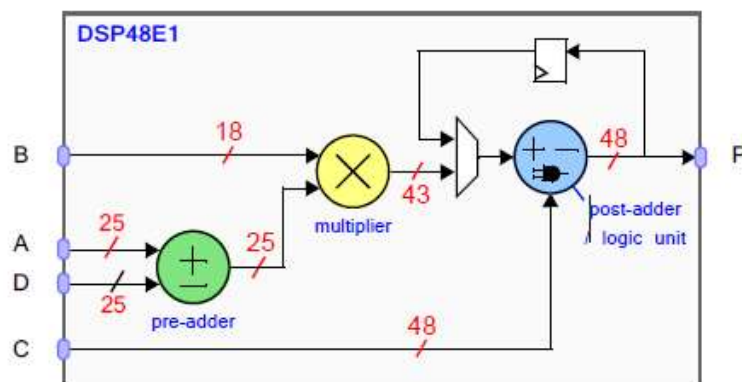 DSP48E1
B
18
48
P
43
multiplier
post-adder
/ logic unit
A
25
25
D
25
pre-adder
C
48